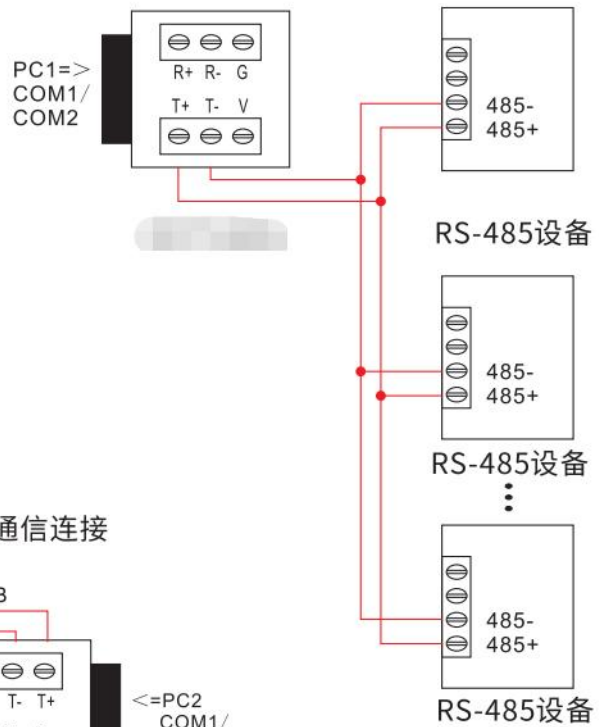 PC1=>
COM1/
COM2
R+ R- G
T+ T- V
485-
485+
RS-485设备
485-
485+
RS-485设备
通信连接
485-
485+
T- T+
<=PC2
COM1/
RS-485设备